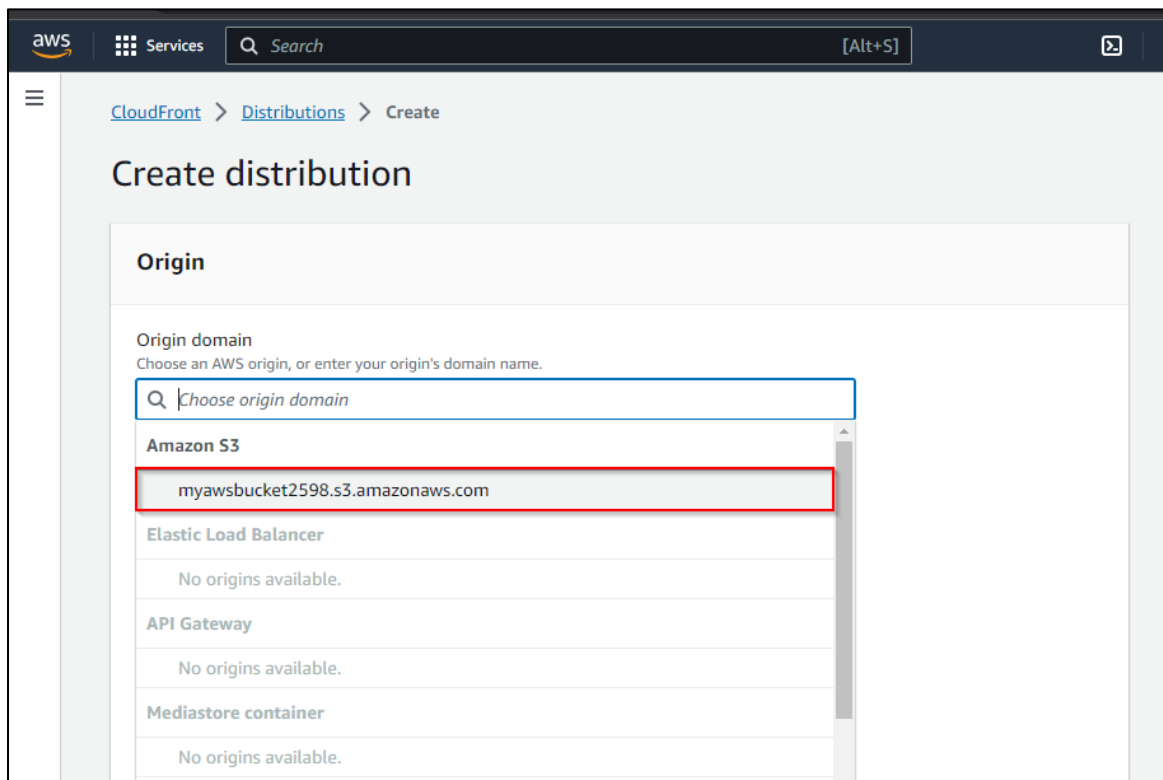 aws
Services
Search
[Alt+S]
CloudFront > Distributions > Create
Create distribution
Origin
Origin domain
Choose an AWS origin, or enter your origin's domain name.
Choose origin domain
Amazon S3
myawsbucket2598.s3.amazonaws.com
Elastic Load Balancer
No origins available.
API Gateway
No origins available.
Mediastore container
No origins available.